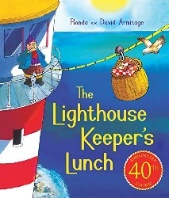 Ronda and David Armitage
The
Lighthouse
Keeper's
Lunch
40TH